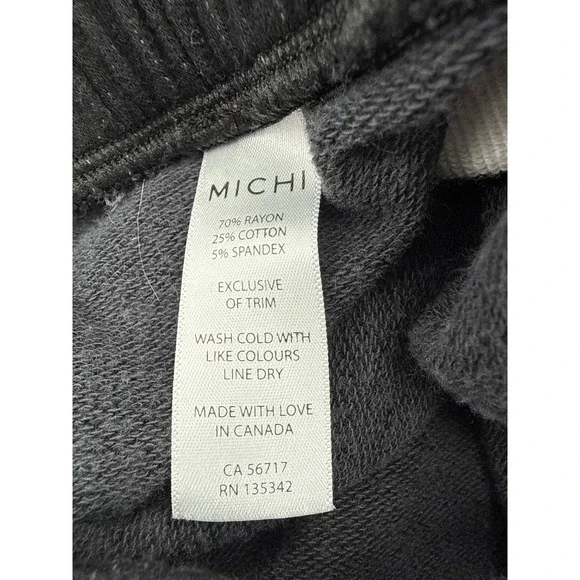 MICHI
70% RAYON
25% COTTON
5% SPANDEX
EXCLUSIVE
OF TRIM
WASH COLD WITH
LIKE COLOURS
LINE DRY
MADE WITH LOVE
IN CANADA
CA 56717
RN 135342